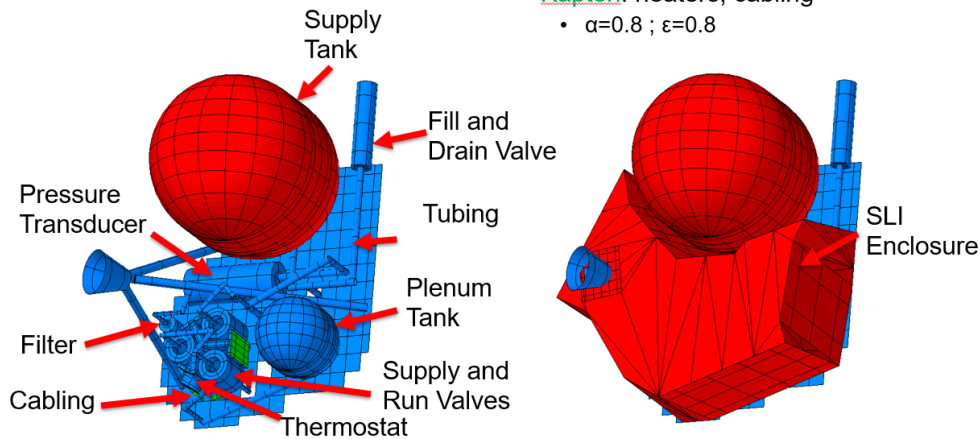 Kapton: heaters, cabling
• α=0.8 ; ε=0.8
Supply
Tank
Fill and
Drain Valve
Pressure
Transducer
Tubing
SLI
Enclosure
Plenum
Tank
Filter
Supply and
Run Valves
Cabling
Thermostat